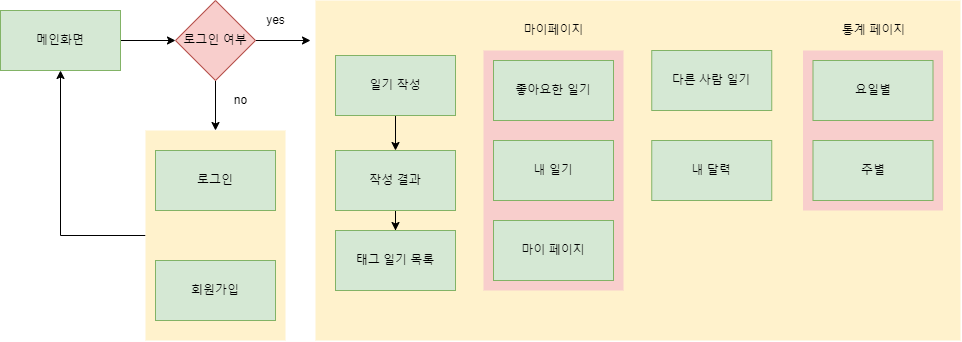 메인화면
로그인 여부
yes
no
로그인
회원가입
일기 작성
작성 결과
태그 일기 목록
마이페이지
좋아요한 일기
내 일기
마이 페이지
다른 사람 일기
내 달력
통계 페이지
요일별
주별